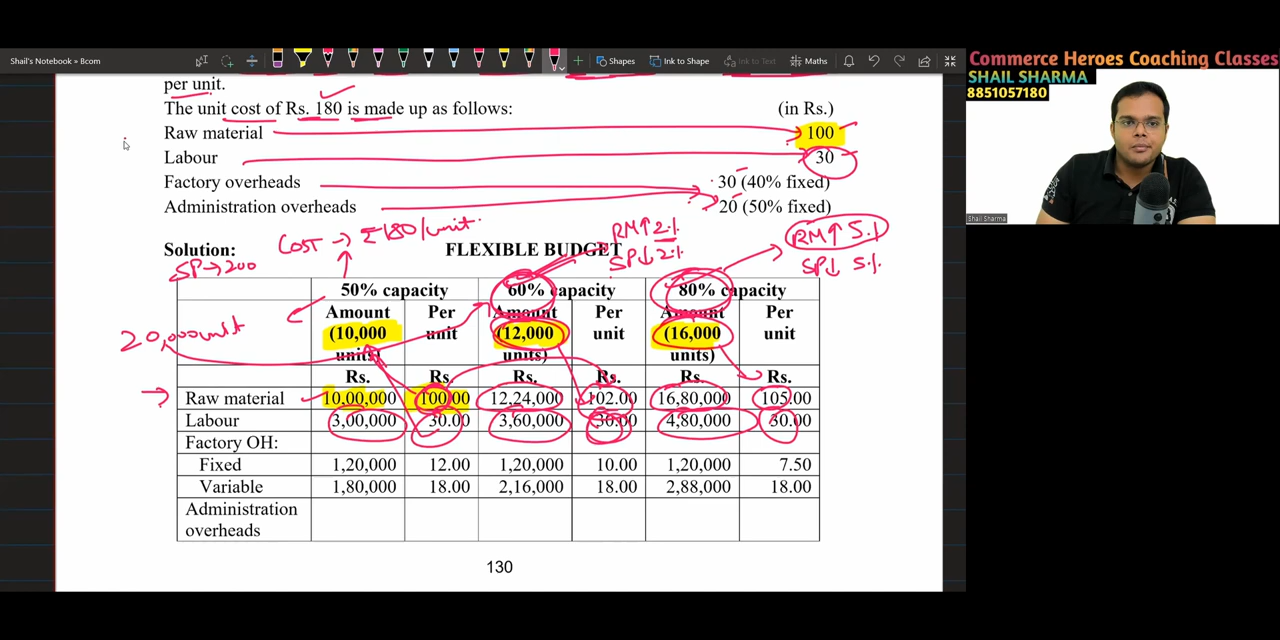 Shail's Notebook » Bcom
Shapes
Ink to Shape
Ink to Text
Maths
Commerce Heroes Coaching Classes
SHAIL SHARMA
8851057180
Shail Sharma
per unit.
The unit cost of Rs. 180 is made up as follows: (in Rs.)
Raw material 100
Labour 30
Factory overheads 30 (40% fixed)
Administration overheads 20 (50% fixed)
Cost → ₹180/unit.
RM↑ 2%
SP↓ 2%
RM↑ 5%
SP↓ 5%
Solution: FLEXIBLE BUDGET
SP → 200
50% capacity 60% capacity 80% capacity
Amount (10,000 units) Per unit Amount (12,000 units) Per unit Amount (16,000 units) Per unit
20,000 unit
Rs. Rs. Rs. Rs. Rs. Rs.
Raw material 10,00,000 100.00 12,24,000 102.00 16,80,000 105.00
Labour 3,00,000 30.00 3,60,000 30.00 4,80,000 30.00
Factory OH:
Fixed 1,20,000 12.00 1,20,000 10.00 1,20,000 7.50
Variable 1,80,000 18.00 2,16,000 18.00 2,88,000 18.00
Administration
overheads
130